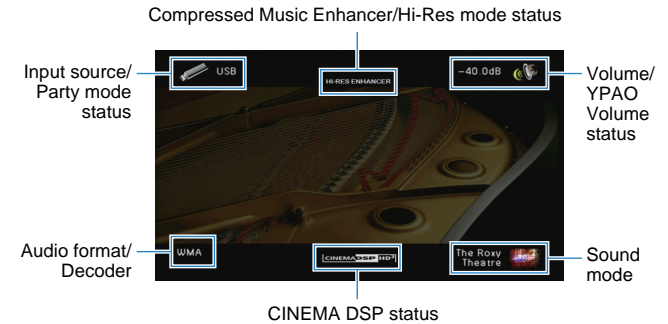 Compressed Music Enhancer/Hi-Res mode status
Input source/
Party mode
status
USB
HI-RES ENHANCER
-40.0dB
Volume/
YPAO
Volume
status
Audio format/
Decoder
WMA
CINEMA DSP HD³
The Roxy
Theatre
Sound
mode
CINEMA DSP status